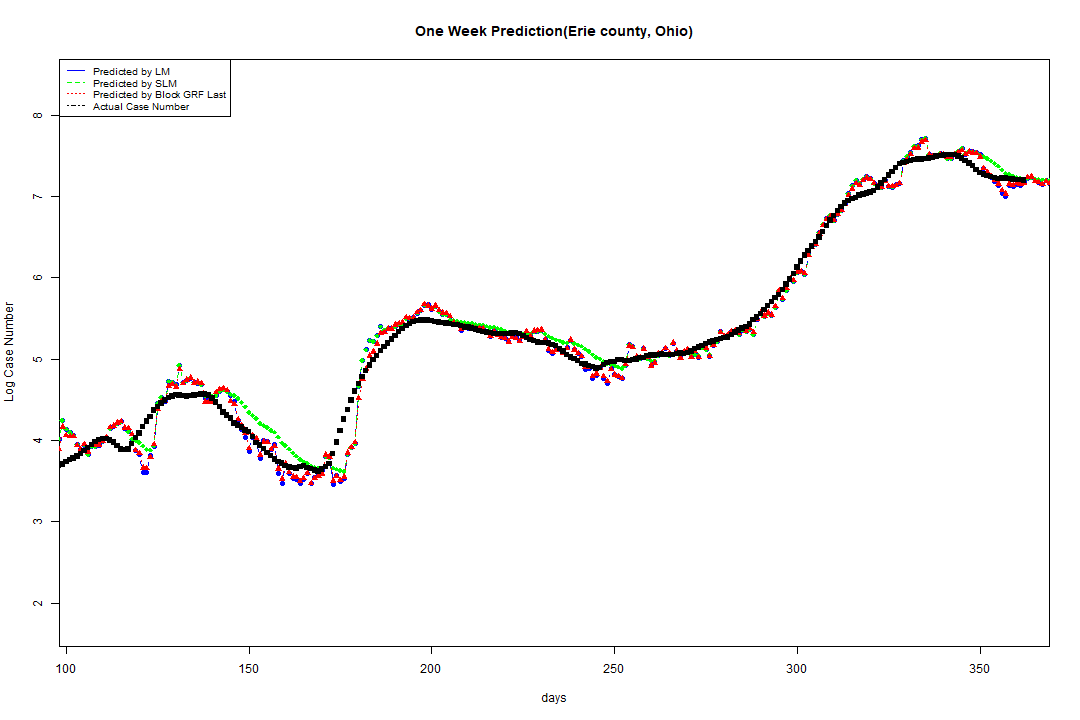 One Week Prediction(Erie county, Ohio)
Predicted by LM
Predicted by SLM
Predicted by Block GRF Last
Actual Case Number
8
7
6
5
4
3
2
Log Case Number
100 150 200 250 300 350
days